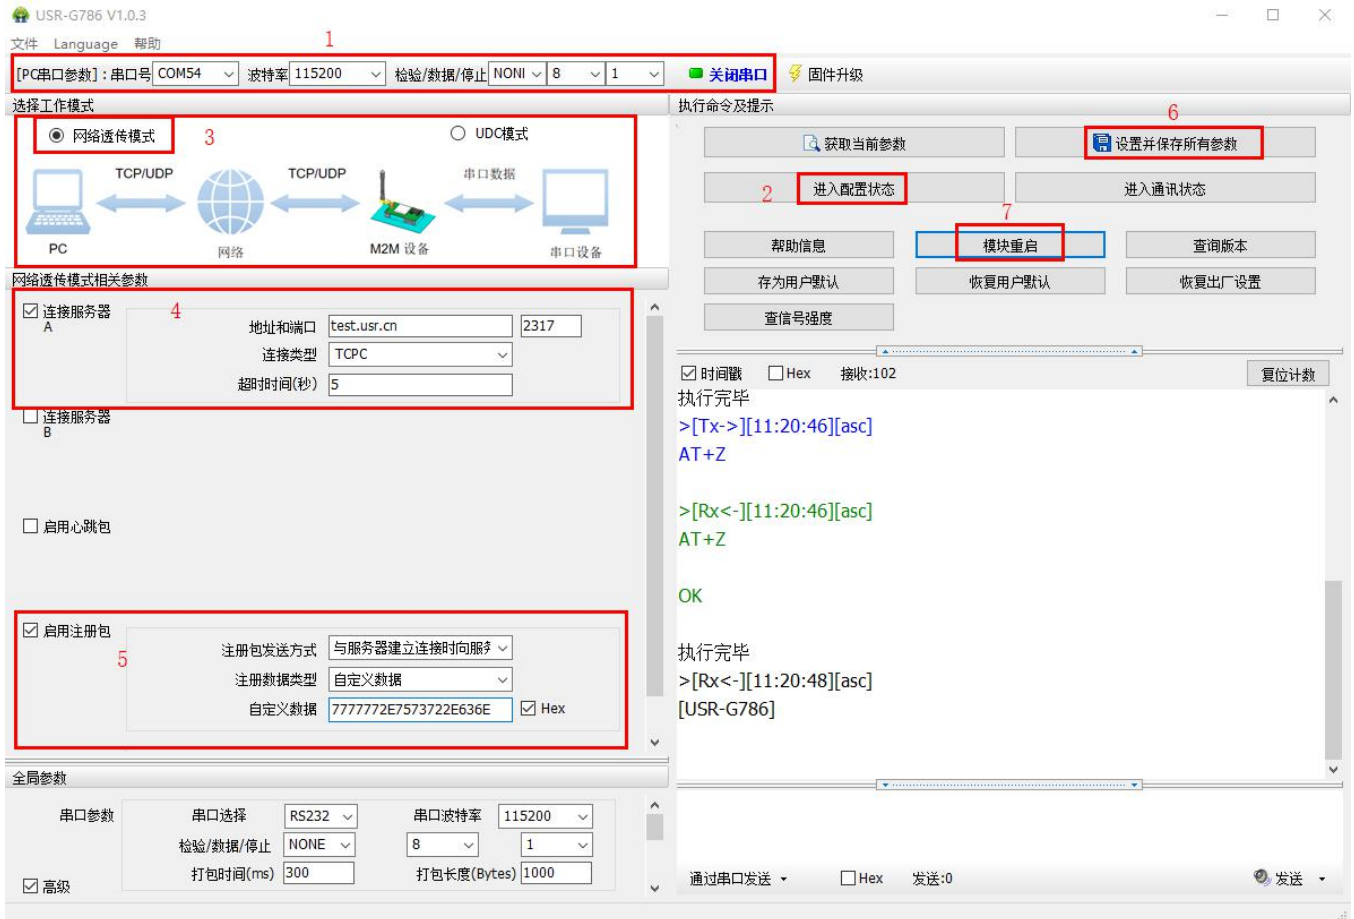 USR-G786 V1.0.3
文件 Language 帮助
1
[PC串口参数]：串口号 COM54 波特率 115200 检验/数据/停止 NONI 8 1 关闭串口 固件升级
选择工作模式
网络透传模式 3 UDC模式
TCP/UDP TCP/UDP 串口数据
PC 网络 M2M 设备 串口设备
网络透传模式相关参数
连接服务器
A
4
地址和端口 test.usr.cn 2317
连接类型 TCPC
超时时间(秒) 5
连接服务器
B
启用心跳包
启用注册包
5
注册包发送方式 与服务器建立连接时向服务
注册数据类型 自定义数据
自定义数据 7777772E7573722E636E Hex
全局参数
串口参数 串口选择 RS232 串口波特率 115200
检验/数据/停止 NONE 8 1
高级 打包时间(ms) 300 打包长度(Bytes) 1000
执行命令及提示
6
获取当前参数 设置并保存所有参数
2 进入配置状态 进入通讯状态
7
帮助信息 模块重启 查询版本
存为用户默认 恢复用户默认 恢复出厂设置
查信号强度
时间戳 Hex 接收:102 复位计数
执行完毕
>[Tx->][11:20:46][asc]
AT+Z
>[Rx<-][11:20:46][asc]
AT+Z
OK
执行完毕
>[Rx<-][11:20:48][asc]
[USR-G786]
通过串口发送 Hex 发送:0 发送